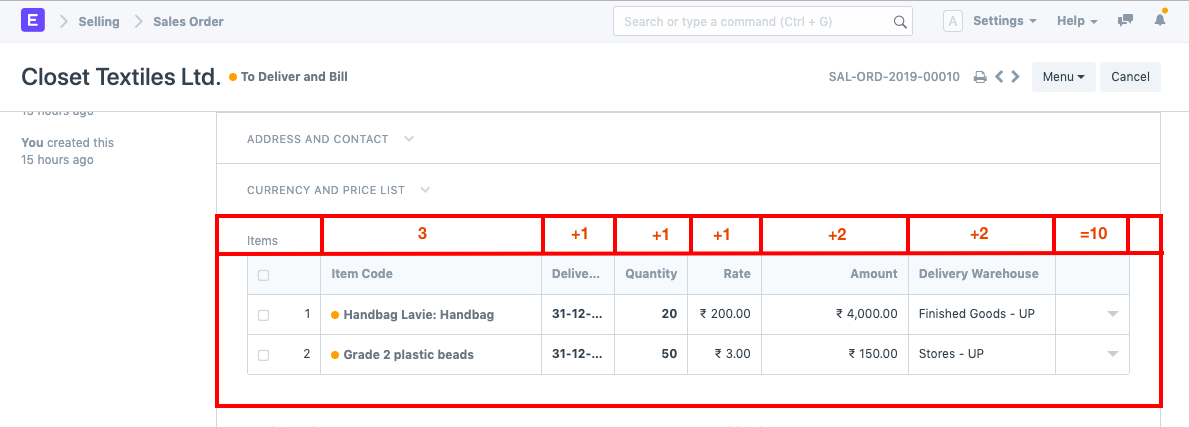 E Selling Sales Order Search or type a command (Ctrl + G) A Settings Help
Closet Textiles Ltd. To Deliver and Bill SAL-ORD-2019-00010 Menu Cancel
15 hours ago
You created this
15 hours ago
ADDRESS AND CONTACT
CURRENCY AND PRICE LIST
Items 3 +1 +1 +1 +2 +2 =10
Item Code Delive... Quantity Rate Amount Delivery Warehouse
1 Handbag Lavie: Handbag 31-12-... 20 ₹ 200.00 ₹ 4,000.00 Finished Goods - UP
2 Grade 2 plastic beads 31-12-... 50 ₹ 3.00 ₹ 150.00 Stores - UP